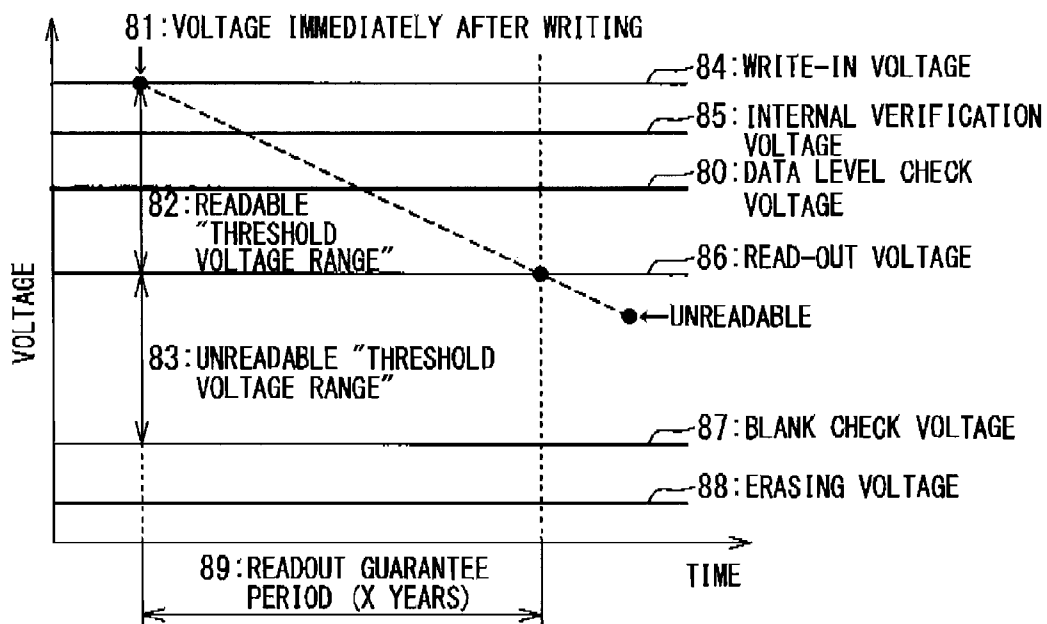 81:VOLTAGE IMMEDIATELY AFTER WRITING
84:WRITE-IN VOLTAGE
85:INTERNAL VERIFICATION
VOLTAGE
80:DATA LEVEL CHECK
VOLTAGE
82:READABLE
"THRESHOLD
VOLTAGE RANGE"
86:READ-OUT VOLTAGE
VOLTAGE
UNREADABLE
83:UNREADABLE "THRESHOLD
VOLTAGE RANGE"
87:BLANK CHECK VOLTAGE
88:ERASING VOLTAGE
89:READOUT GUARANTEE
PERIOD (X YEARS)
TIME